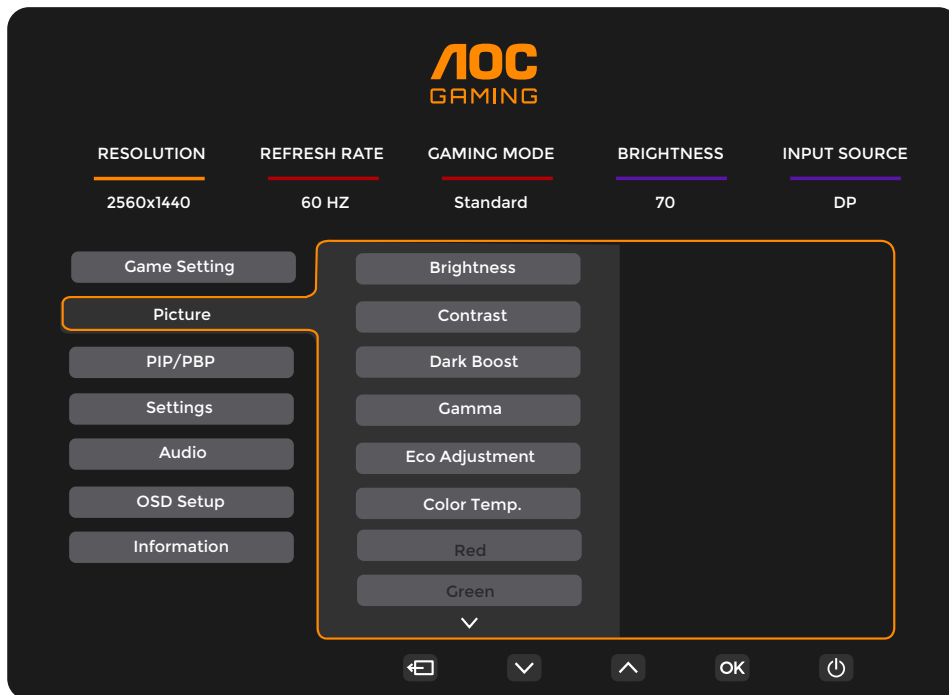 AOC
GAMING
RESOLUTION REFRESH RATE GAMING MODE BRIGHTNESS INPUT SOURCE
2560x1440 60 HZ Standard 70 DP
Game Setting
Picture
PIP/PBP
Settings
Audio
OSD Setup
Information
Brightness
Contrast
Dark Boost
Gamma
Eco Adjustment
Color Temp.
Red
Green
OK